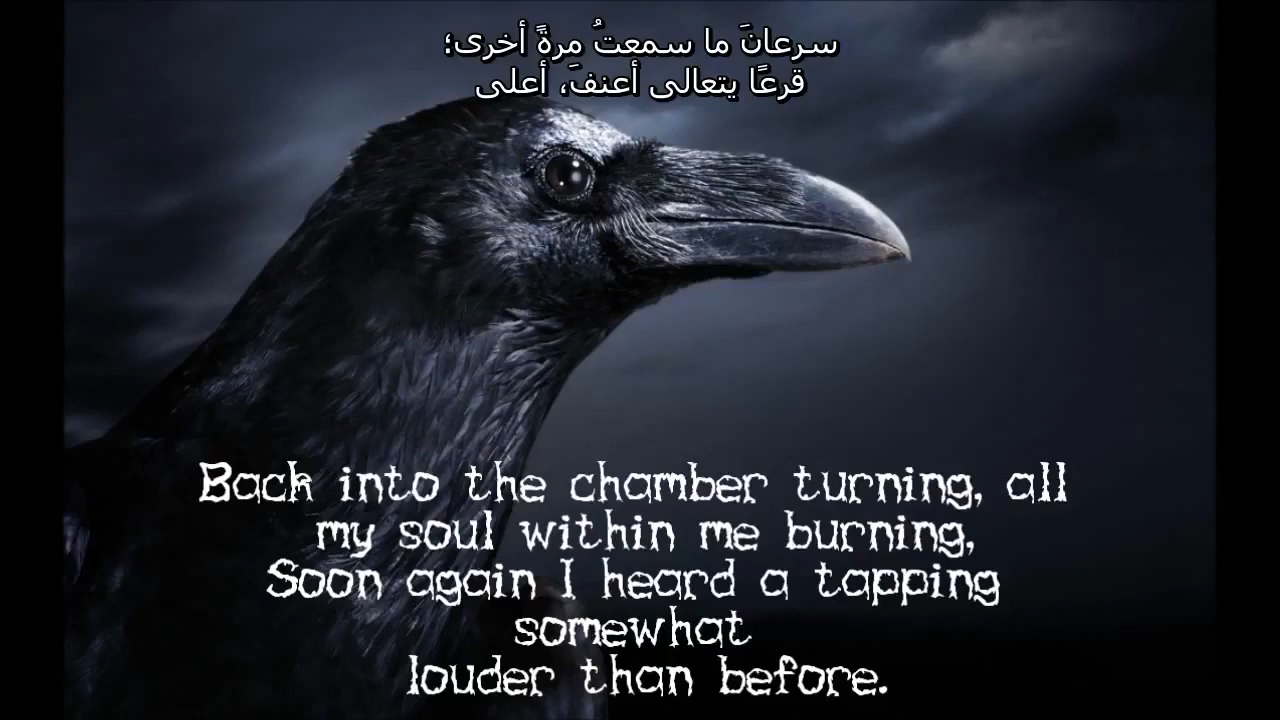 سرعانَ ما سمعتُ مرةً أخرى؛
قرعًا يتعالى أعنفَ، أعلى
Back into the chamber turning, all
my soul within me burning,
Soon again I heard a tapping
somewhat
louder than before.